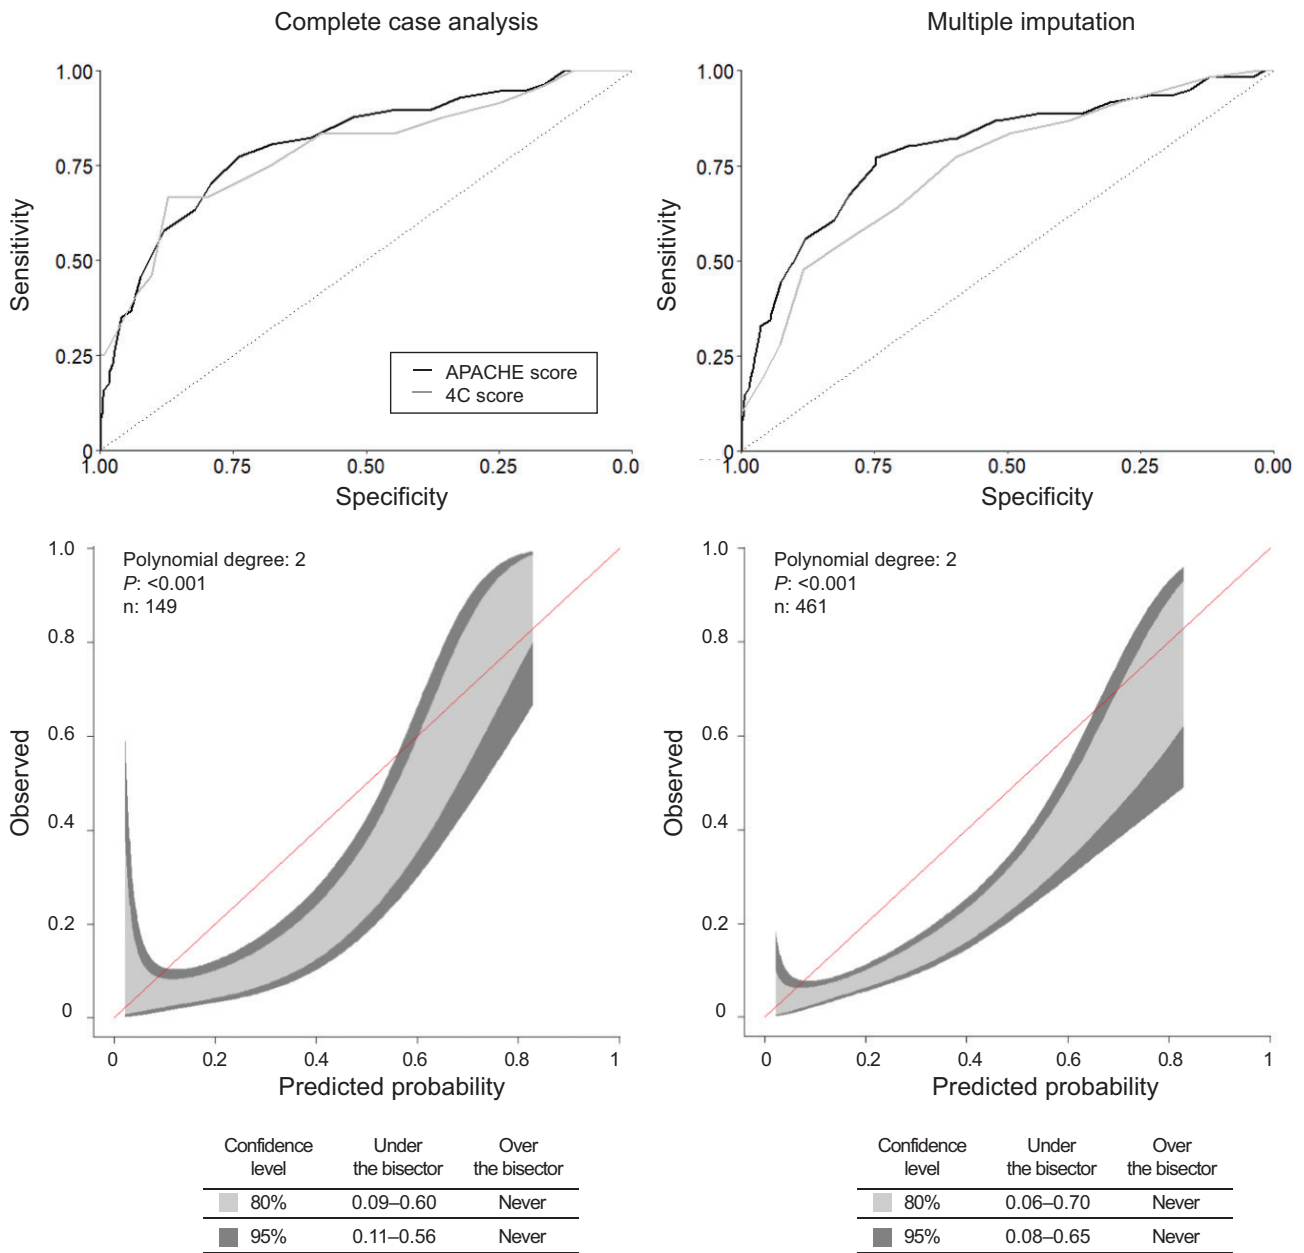 Complete case analysis
Multiple imputation
1.00
0.75
0.50
0.25
0
Sensitivity
1.00
0.75
0.50
0.25
0.0
Specificity
APACHE score
4C score
1.00
0.75
0.50
0.25
0
Sensitivity
1.00
0.75
0.50
0.25
0.00
Specificity
Polynomial degree: 2
P: <0.001
n: 149
1.0
0.8
0.6
0.4
0.2
0
Observed
0
0.2
0.4
0.6
0.8
1
Predicted probability
Polynomial degree: 2
P: <0.001
n: 461
1.0
0.8
0.6
0.4
0.2
0
Observed
0
0.2
0.4
0.6
0.8
1
Predicted probability
Confidence level
Under the bisector
Over the bisector
80% 0.09–0.60 Never
95% 0.11–0.56 Never
Confidence level
Under the bisector
Over the bisector
80% 0.06–0.70 Never
95% 0.08–0.65 Never